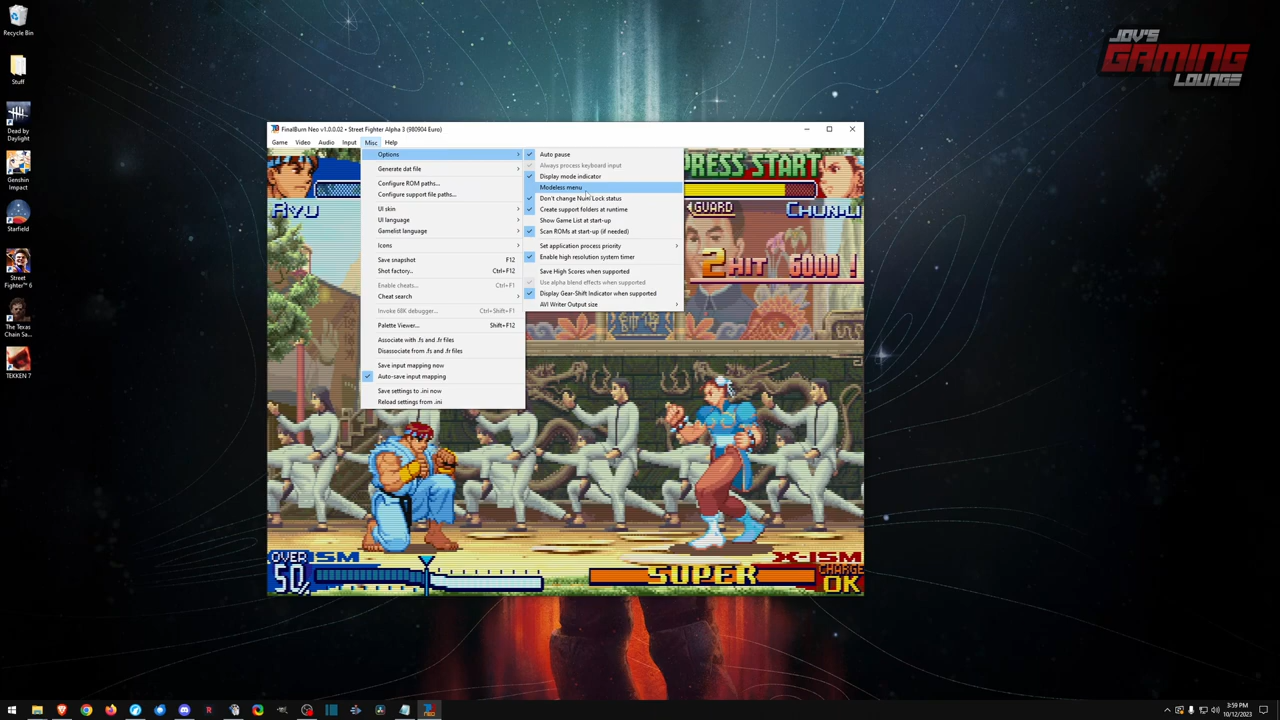 Recycle Bin
Stuff
Dead by
Daylight
Genshin
Impact
Starfield
Street
Fighter™ 6
The Texas
Chain Sa...
TEKKEN 7
JOV'S
GAMING
LOUNGE
FinalBurn Neo v1.0.0.02 • Street Fighter Alpha 3 (980904 Euro)
Game Video Audio Input Misc Help
Options
Generate dat file
Configure ROM paths...
Configure support file paths...
UI skin
UI language
Gamelist language
Icons
Save snapshot F12
Shot factory.. Ctrl+F12
Enable cheats... Ctrl+F1
Cheat search
Invoke 68K debugger... Ctrl+Shift+F1
Palette Viewer... Shift+F12
Associate with .fs and .fr files
Disassociate from .fs and .fr files
Save input mapping now
Auto-save input mapping
Save settings to .ini now
Reload settings from .ini
Auto pause
Always process keyboard input
Display mode indicator
Modeless menu
Don't change Num Lock status
Create support folders at runtime
Show Game List at start-up
Scan ROMs at start-up (if needed)
Set application process priority
Enable high resolution system timer
Save High Scores when supported
Use alpha blend effects when supported
Display Gear-Shift Indicator when supported
AVI Writer Output size
PRESS START
RYU
GUARD
CHUN-LI
2 HIT 6000 !
OVER
50%
ISM
SUPER
X-ISM
CHARGE
OK
NEO
3:59 PM
10/12/2023